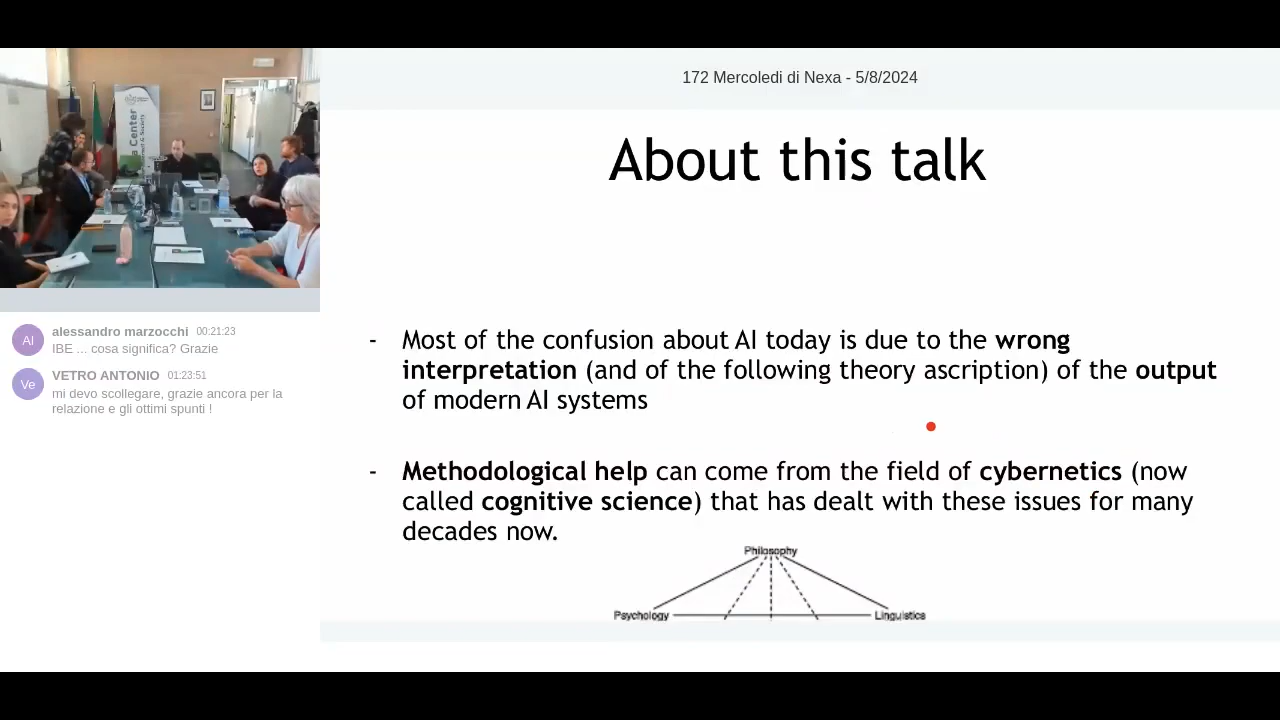 a Center
172 Mercoledi di Nexa - 5/8/2024
About this talk
- Most of the confusion about AI today is due to the wrong
interpretation (and of the following theory ascription) of the output
of modern AI systems
- Methodological help can come from the field of cybernetics (now
called cognitive science) that has dealt with these issues for many
decades now.
Philosophy
Psychology
Linguistics
Al
alessandro marzocchi 00:21:23
IBE ... cosa significa? Grazie
Ve
VETRO ANTONIO 01:23:51
mi devo scollegare, grazie ancora per la
relazione e gli ottimi spunti !